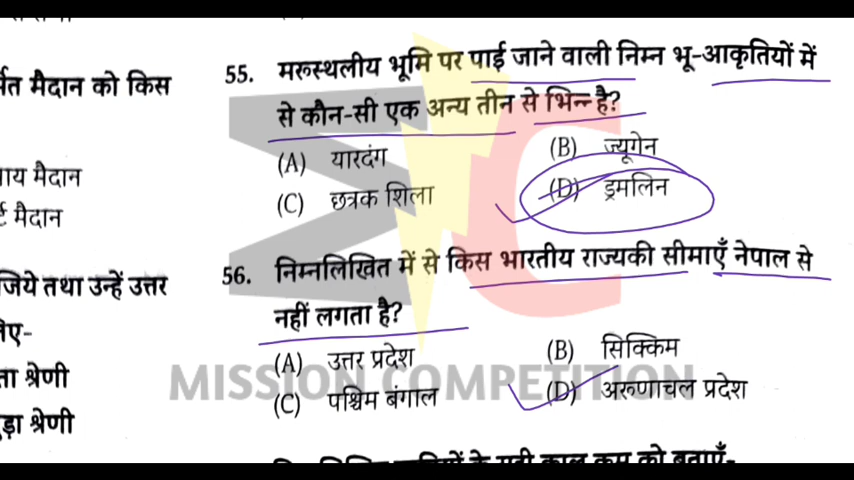 र्मित मैदान को किस
55. मरूस्थलीय भूमि पर पाई जाने वाली निम्न भू-आकृतियों में
से कौन-सी एक अन्य तीन से भिन्न है?
(A) यारदंग
(B) ज्यूगेन
मैदान
(C) छत्रक शिला
(D) ड्रमलिन
मैदान
56. निम्नलिखित में से किस भारतीय राज्यकी सीमाएँ नेपाल से
नहीं लगता है?
जिये तथा उन्हें उत्तर
(A) उत्तर प्रदेश
(B) सिक्किम
श्रेणी
(C) पश्चिम बंगाल
(D) अरुणाचल प्रदेश
श्रेणी
MISSION COMPETITION